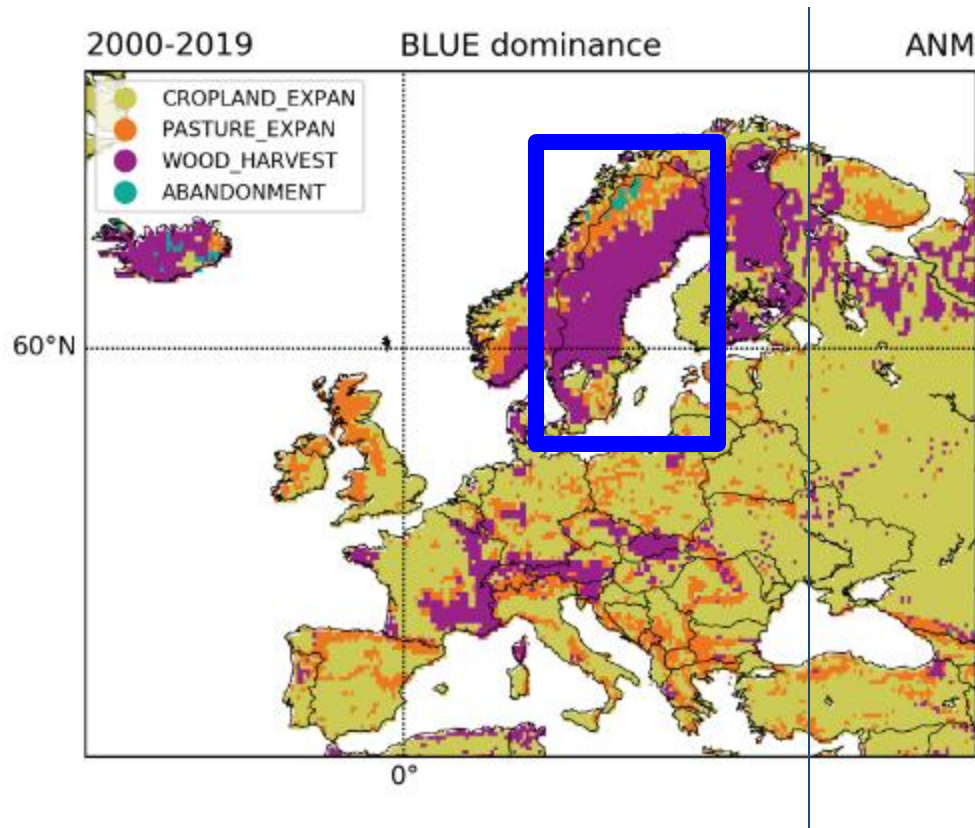 2000-2019 BLUE dominance ANM
CROPLAND_EXPAN
PASTURE_EXPAN
WOOD_HARVEST
ABANDONMENT
60°N
0°